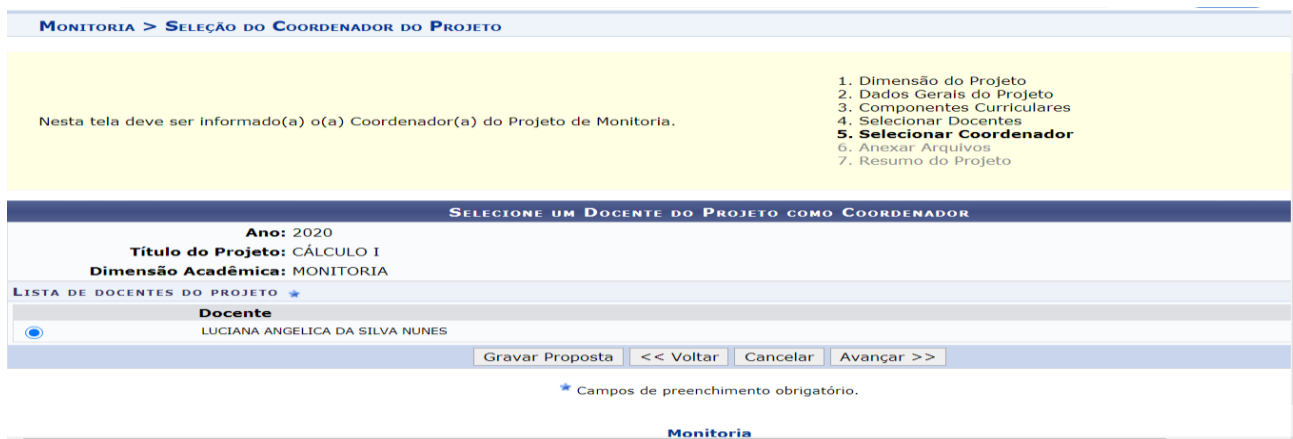 Monitoria > Seleção do Coordenador do Projeto
Nesta tela deve ser informado(a) o(a) Coordenador(a) do Projeto de Monitoria.
1. Dimensão do Projeto
2. Dados Gerais do Projeto
3. Componentes Curriculares
4. Selecionar Docentes
5. Selecionar Coordenador
6. Anexar Arquivos
7. Resumo do Projeto
Selecione um Docente do Projeto como Coordenador
Ano: 2020
Título do Projeto: CÁLCULO I
Dimensão Acadêmica: MONITORIA
Lista de docentes do projeto
Docente
LUCIANA ANGELICA DA SILVA NUNES
Gravar Proposta << Voltar Cancelar Avançar >>
Campos de preenchimento obrigatório.
Monitoria